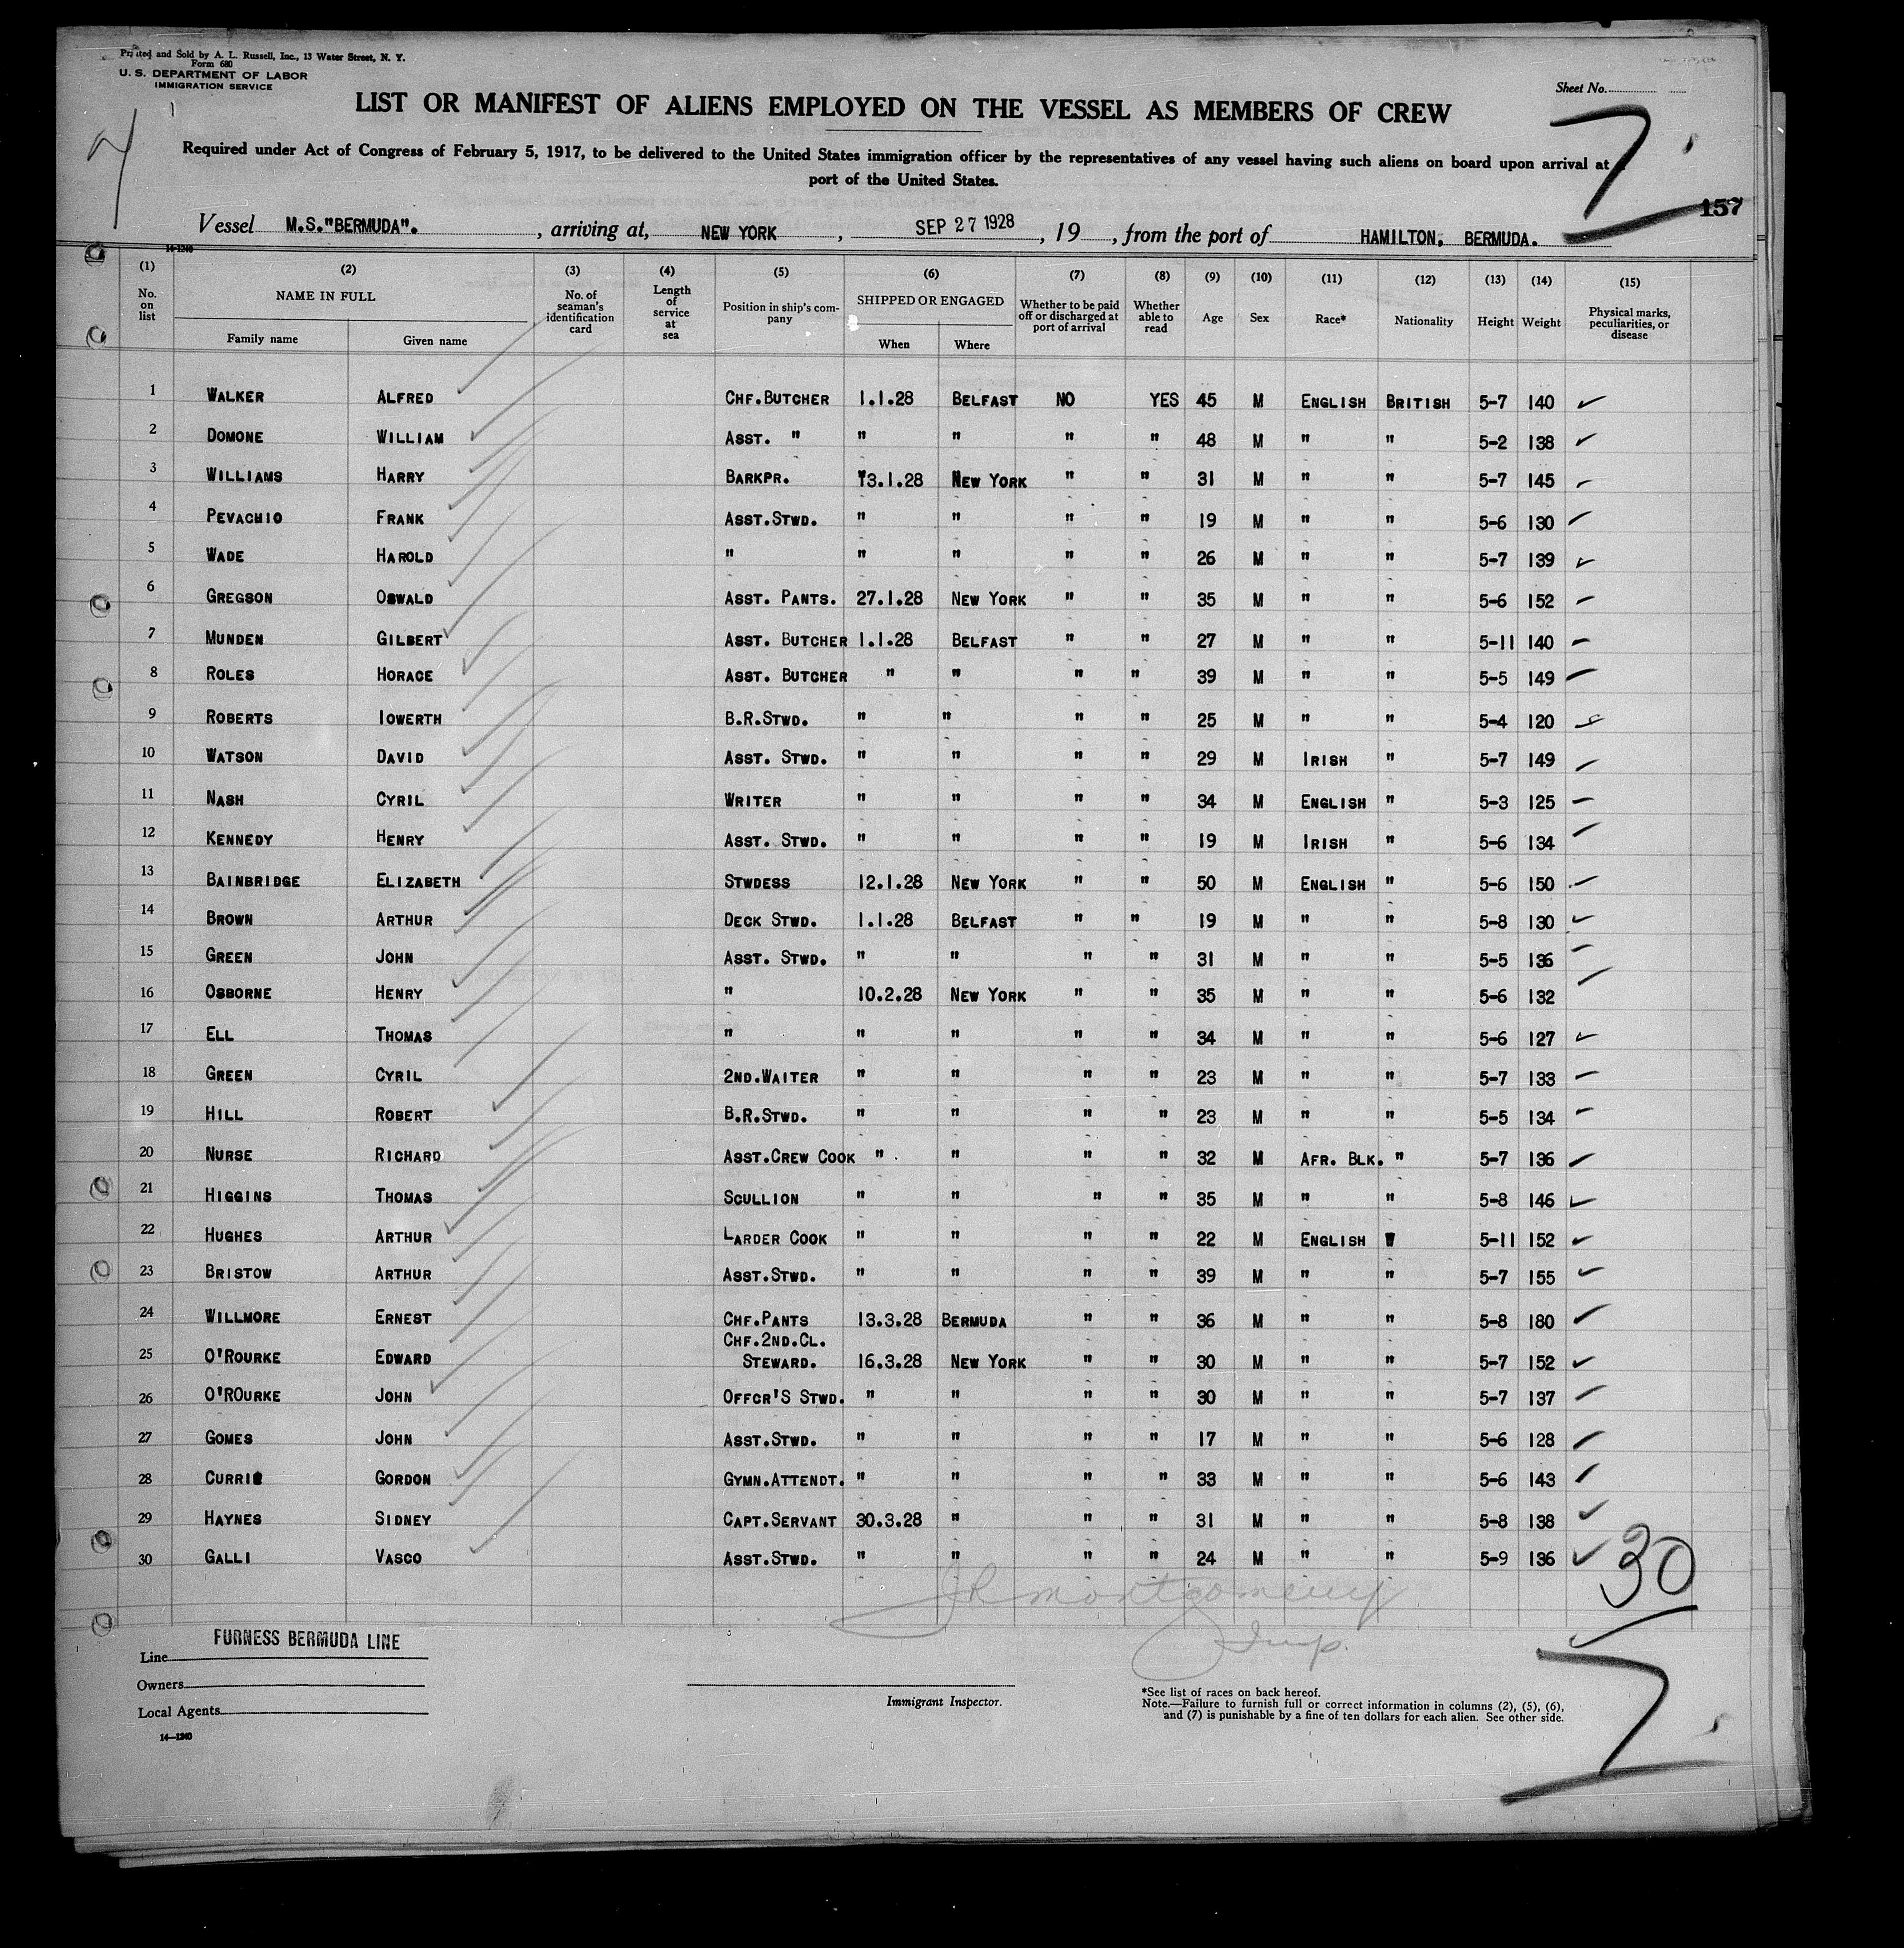 Printed and Sold by A. L. Russell, Inc., 13 Water Street, N. Y.
Form 680
U. S. DEPARTMENT OF LABOR
IMMIGRATION SERVICE
Sheet No.
LIST OR MANIFEST OF ALIENS EMPLOYED ON THE VESSEL AS MEMBERS OF CREW
Required under Act of Congress of February 5, 1917, to be delivered to the United States immigration officer by the representatives of any vessel having such aliens on board upon arrival at
port of the United States.
157
Vessel M.S."BERMUDA". , arriving at, NEW YORK , SEP 27 1928 , 19 , from the port of HAMILTON, BERMUDA.
14-1240
(1) (2) (3) (4) (5) (6) (7) (8) (9) (10) (11) (12) (13) (14) (15)
No. on list NAME IN FULL Family name Given name No. of seaman's identification card Length of service at sea Position in ship's company SHIPPED OR ENGAGED When Where Whether to be paid off or discharged at port of arrival Whether able to read Age Sex Race* Nationality Height Weight Physical marks, peculiarities, or disease
1 WALKER ALFRED CHF.BUTCHER 1.1.28 BELFAST NO YES 45 M ENGLISH BRITISH 5-7 140
2 DOMONE WILLIAM ASST. " " " " " 48 M " " 5-2 138
3 WILLIAMS HARRY BARKPR. 13.1.28 NEW YORK " " 31 M " " 5-7 145
4 PEVACHIO FRANK ASST.STWD. " " " " 19 M " " 5-6 130
5 WADE HAROLD " " " " " 26 M " " 5-7 139
6 GREGSON OSWALD ASST. PANTS. 27.1.28 NEW YORK " " 35 M " " 5-6 152
7 MUNDEN GILBERT ASST. BUTCHER 1.1.28 BELFAST " " 27 M " " 5-11 140
8 ROLES HORACE ASST. BUTCHER " " " " 39 M " " 5-5 149
9 ROBERTS IOWERTH B.R.STWD. " " " " 25 M " " 5-4 120
10 WATSON DAVID ASST. STWD. " " " " 29 M IRISH " 5-7 149
11 NASH CYRIL WRITER " " " " 34 M ENGLISH " 5-3 125
12 KENNEDY HENRY ASST. STWD. " " " " 19 M IRISH " 5-6 134
13 BAINBRIDGE ELIZABETH STWDESS 12.1.28 NEW YORK " " 50 M ENGLISH " 5-6 150
14 BROWN ARTHUR DECK STWD. 1.1.28 BELFAST " " 19 M " " 5-8 130
15 GREEN JOHN ASST. STWD. " " " " 31 M " " 5-5 136
16 OSBORNE HENRY " 10.2.28 NEW YORK " " 35 M " " 5-6 132
17 ELL THOMAS " " " " " 34 M " " 5-6 127
18 GREEN CYRIL 2ND.WAITER " " " " 23 M " " 5-7 133
19 HILL ROBERT B.R.STWD. " " " " 23 M " " 5-5 134
20 NURSE RICHARD ASST.CREW COOK " " " " 32 M AFR. BLK. " 5-7 136
21 HIGGINS THOMAS SCULLION " " " " 35 M " " 5-8 146
22 HUGHES ARTHUR LARDER COOK " " " " 22 M ENGLISH " 5-11 152
23 BRISTOW ARTHUR ASST.STWD. " " " " 39 M " " 5-7 155
24 WILLMORE ERNEST CHF.PANTS 13.3.28 BERMUDA " " 36 M " " 5-8 180
25 O'ROURKE EDWARD CHF.2ND.CL. STEWARD. 16.3.28 NEW YORK " " 30 M " " 5-7 152
26 O'ROURKE JOHN OFFCR'S STWD. " " " " 30 M " " 5-7 137
27 GOMES JOHN ASST.STWD. " " " " 17 M " " 5-6 128
28 CURRIE GORDON GYMN.ATTENDT. " " " " 33 M " " 5-6 143
29 HAYNES SIDNEY CAPT.SERVANT 30.3.28 " " " 31 M " " 5-8 138
30 GALLI VASCO ASST.STWD. " " " " 24 M " " 5-9 136
30
JR Montgomery
Insp.
Line FURNESS BERMUDA LINE
Owners
Local Agents
14-1240
Immigrant Inspector.
*See list of races on back hereof.
Note.—Failure to furnish full or correct information in columns (2), (5), (6),
and (7) is punishable by a fine of ten dollars for each alien. See other side.